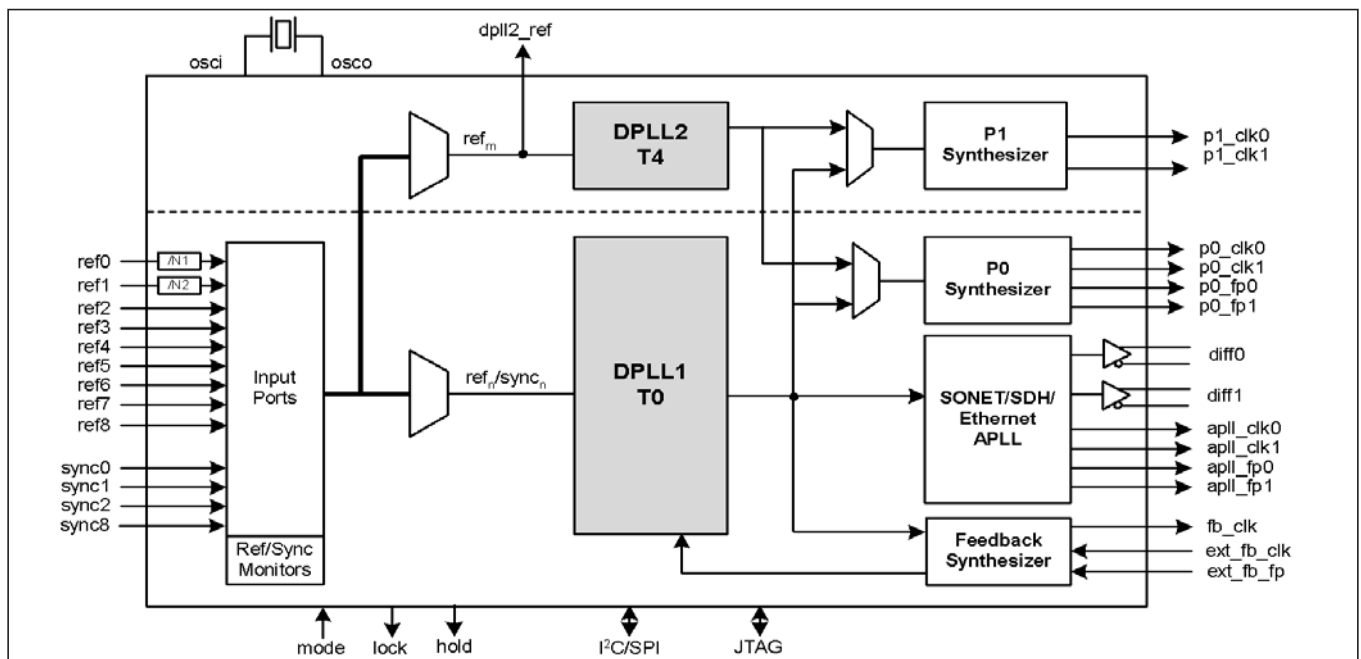 dpll2_ref
osci
osco
DPLL2
T4
ref_m
P1
Synthesizer
p1_clk0
p1_clk1
ref0
/N1
ref1
/N2
ref2
ref3
ref4
ref5
ref6
ref7
ref8
sync0
sync1
sync2
sync8
Input
Ports
Ref/Sync
Monitors
ref_n/sync_n
DPLL1
T0
P0
Synthesizer
p0_clk0
p0_clk1
p0_fp0
p0_fp1
SONET/SDH/
Ethernet
APLL
diff0
diff1
apll_clk0
apll_clk1
apll_fp0
apll_fp1
Feedback
Synthesizer
fb_clk
ext_fb_clk
ext_fb_fp
mode
lock
hold
I²C/SPI
JTAG